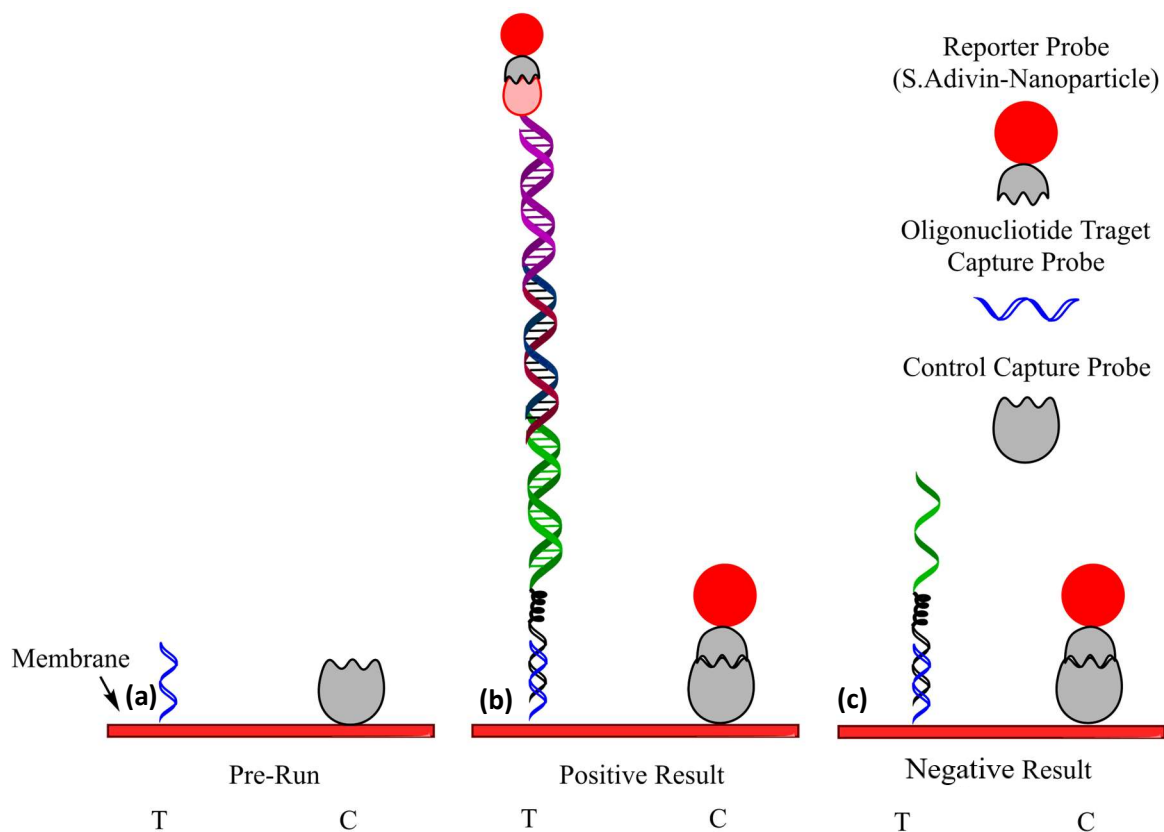 Reporter Probe
(S.Adivin-Nanoparticle)
Oligonucliotide Traget
Capture Probe
Control Capture Probe
Membrane
(a)
(b)
(c)
Pre-Run
Positive Result
Negative Result
T
C
T
C
T
C